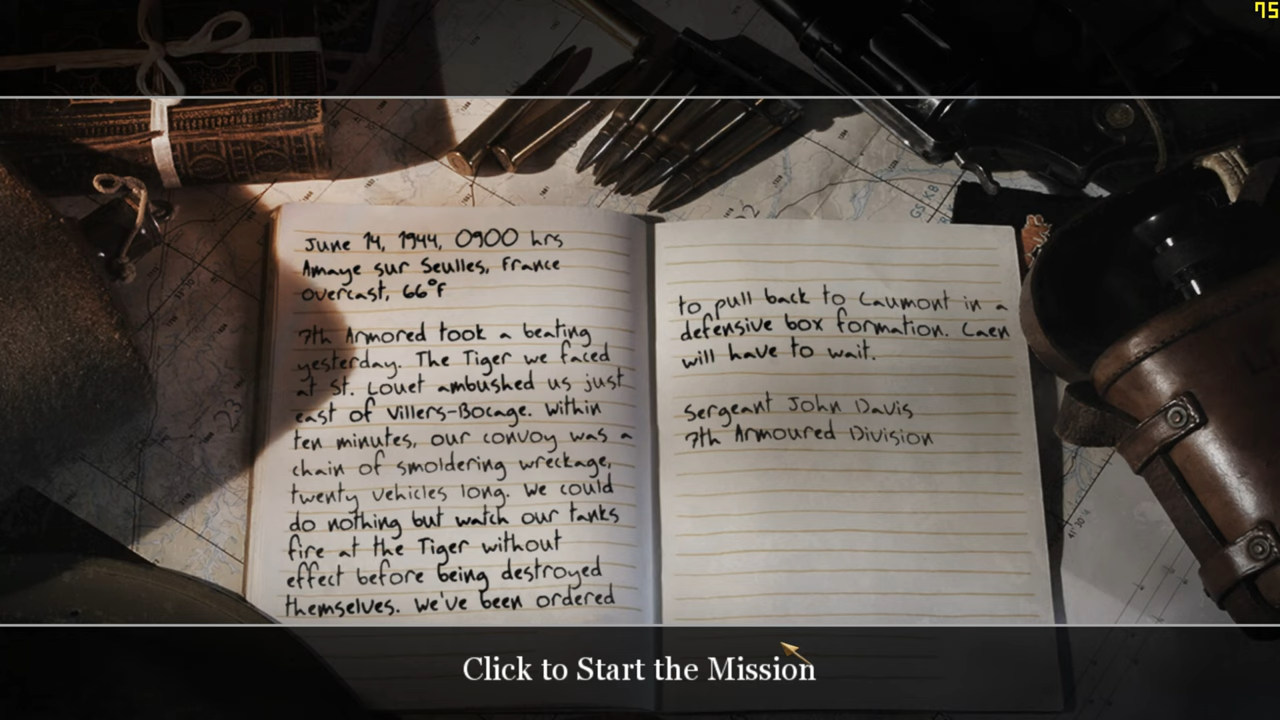 75
June 14, 1944, 0900 hrs
Amaye sur Seulles, France
Overcast, 66°F
7th Armored took a beating
yesterday. The Tiger we faced
at St. Louet ambushed us just
east of Villers-Bocage. Within
ten minutes, our convoy was a
chain of smoldering wreckage,
twenty vehicles long. We could
do nothing but watch our tanks
fire at the Tiger without
effect before being destroyed
themselves. We've been ordered
to pull back to Caumont in a
defensive box formation. Caen
will have to wait.
Sergeant John Davis
7th Armoured Division
Click to Start the Mission